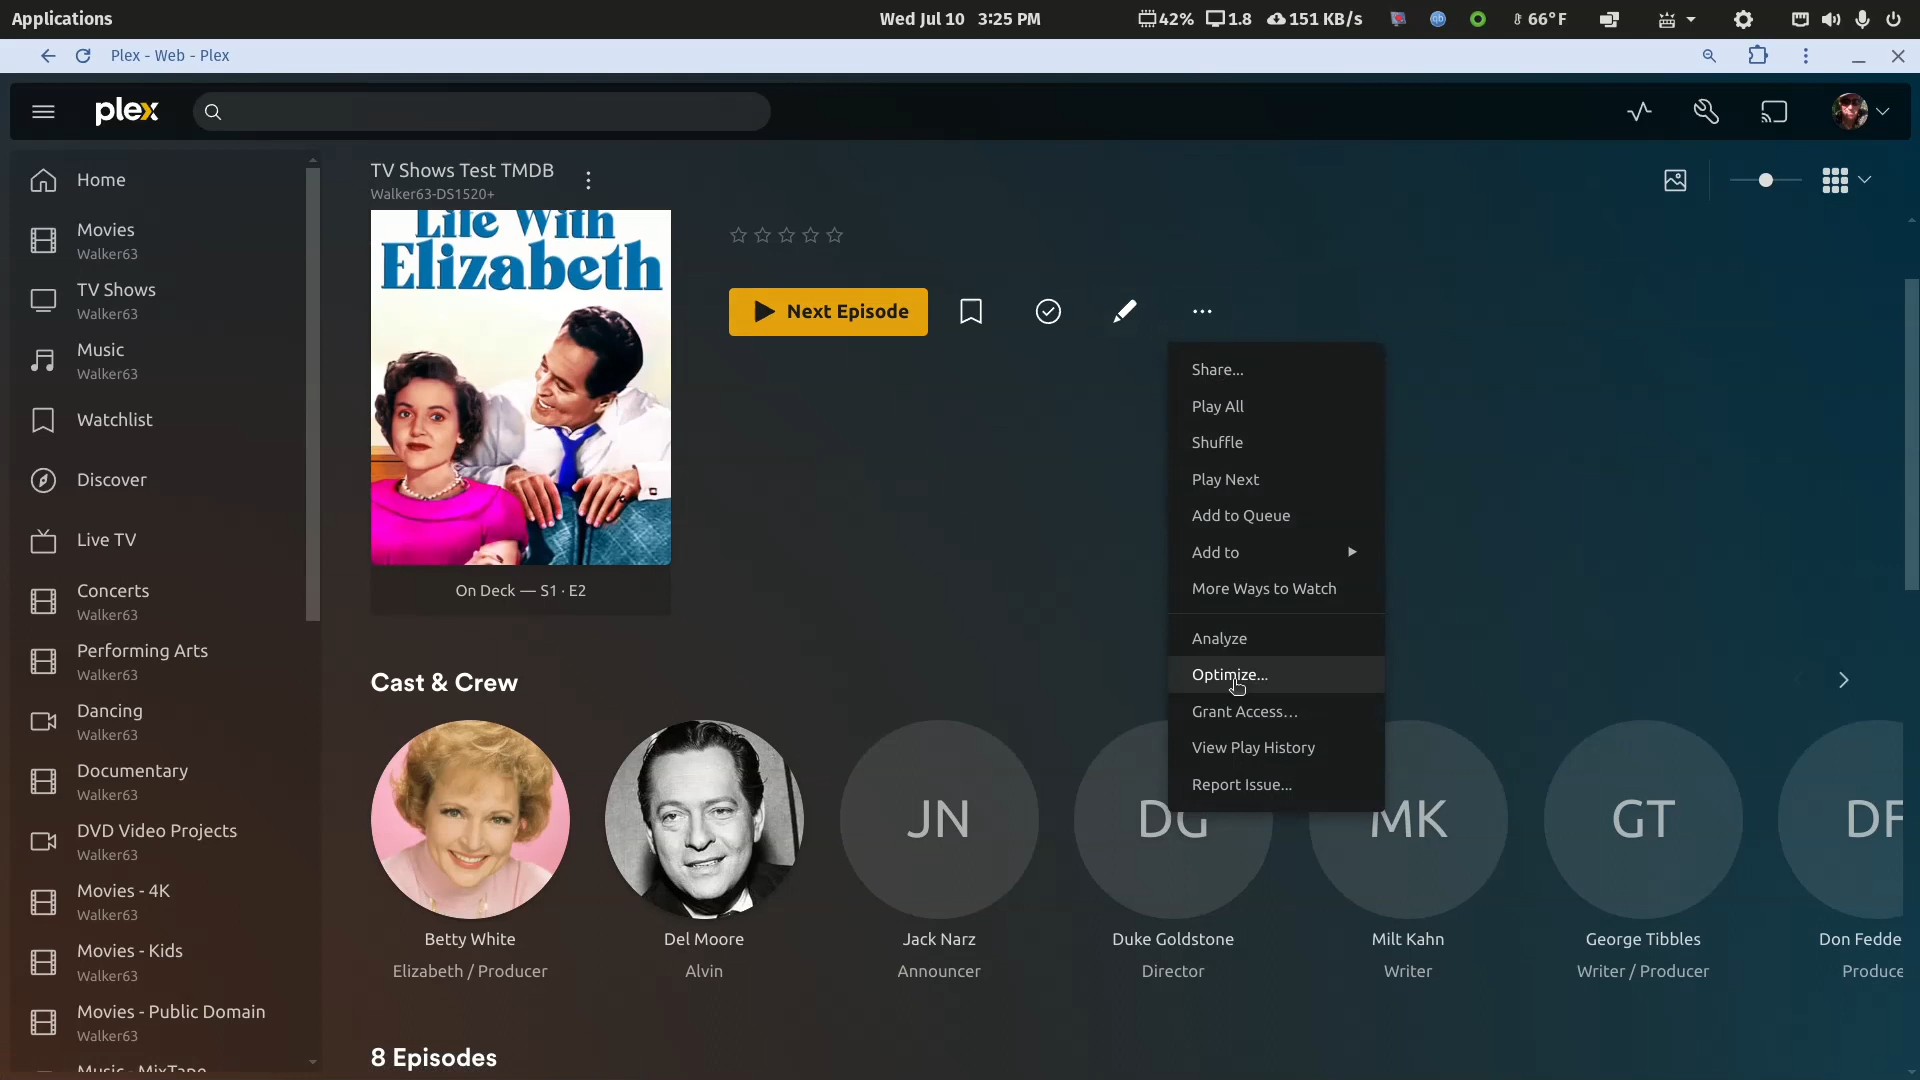 Applications
Wed Jul 10 3:25 PM
42% 1.8 151 KB/s 66°F
Plex - Web - Plex
plex
Home
Movies
Walker63
TV Shows
Walker63
Music
Walker63
Watchlist
Discover
Live TV
Concerts
Walker63
Performing Arts
Walker63
Dancing
Walker63
Documentary
Walker63
DVD Video Projects
Walker63
Movies - 4K
Walker63
Movies - Kids
Walker63
Movies - Public Domain
Walker63
Music - MixTape
TV Shows Test TMDB
Walker63-DS1520+
Life With
Elizabeth
On Deck — S1 · E2
Next Episode
Share...
Play All
Shuffle
Play Next
Add to Queue
Add to
More Ways to Watch
Analyze
Optimize...
Grant Access...
View Play History
Report Issue...
Cast & Crew
JN
DG
MK
GT
DF
Betty White
Elizabeth / Producer
Del Moore
Alvin
Jack Narz
Announcer
Duke Goldstone
Director
Milt Kahn
Writer
George Tibbles
Writer / Producer
Don Fedde
Produce
8 Episodes